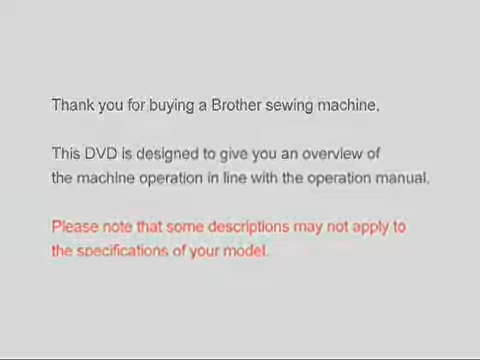 Thank you for buying a Brother sewing machine.
This DVD is designed to give you an overview of
the machine operation in line with the operation manual.
Please note that some descriptions may not apply to
the specifications of your model.